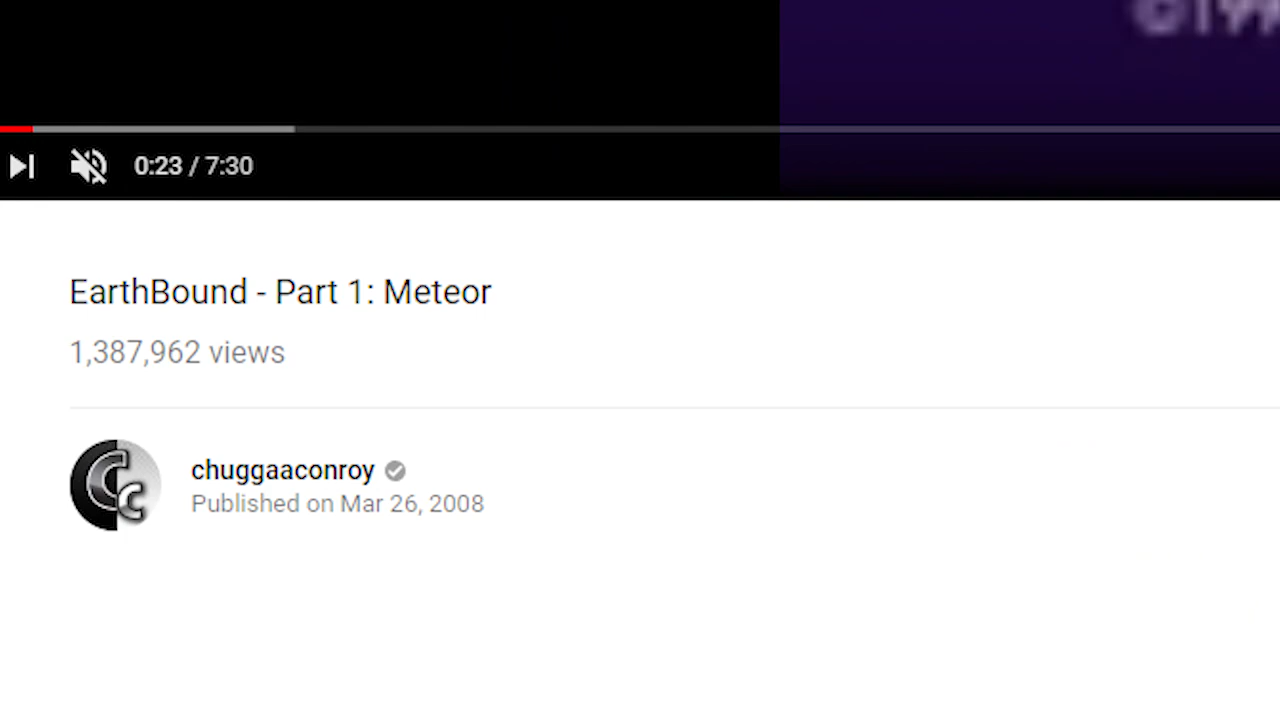 0:23 / 7:30
EarthBound - Part 1: Meteor
1,387,962 views
chuggaaconroy
Published on Mar 26, 2008